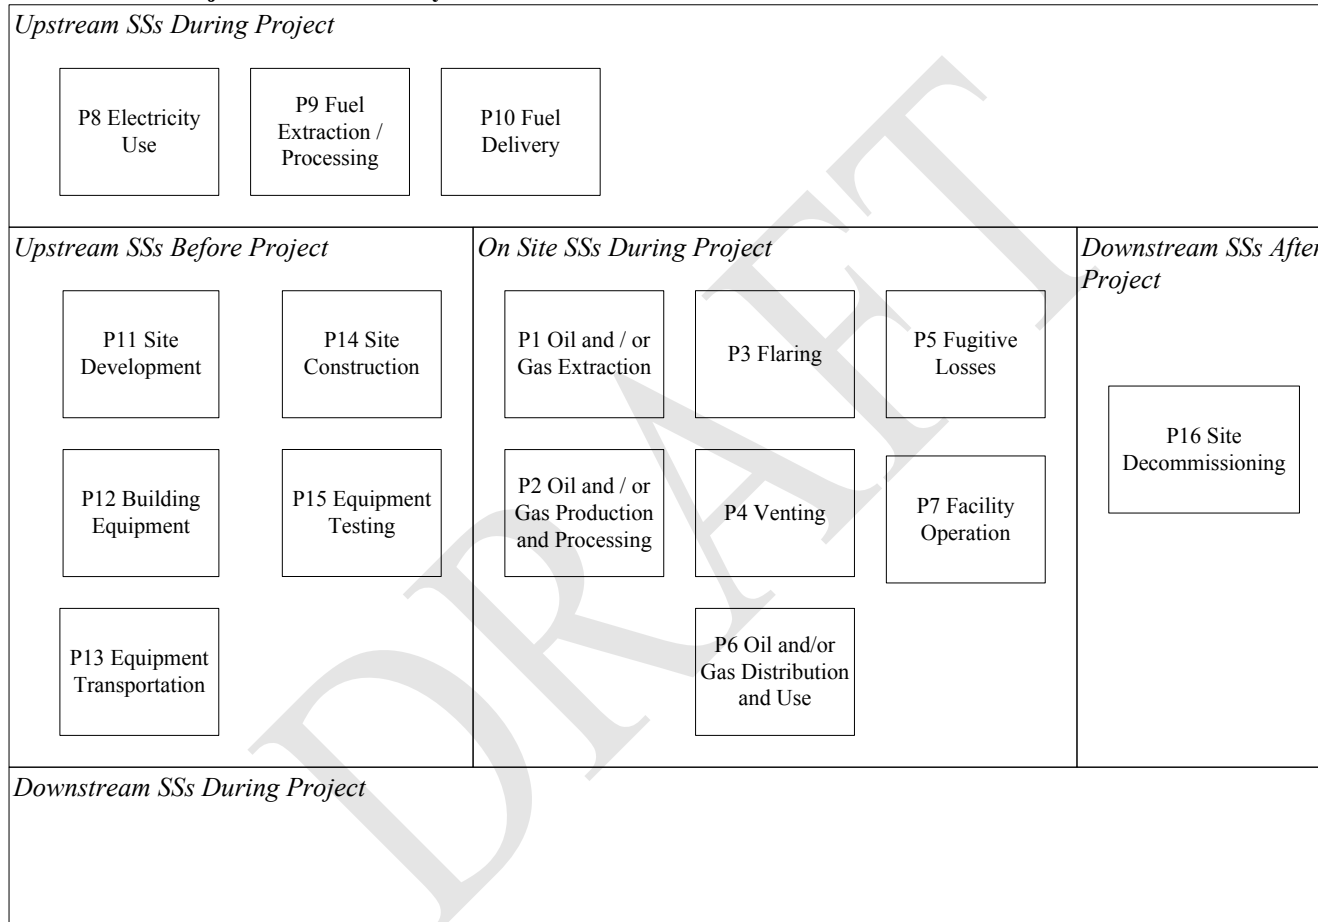 Upstream SSs During Project
P8 Electricity
Use
P9 Fuel
Extraction /
Processing
P10 Fuel
Delivery
Upstream SSs Before Project
P11 Site
Development
P14 Site
Construction
P12 Building
Equipment
P15 Equipment
Testing
P13 Equipment
Transportation
On Site SSs During Project
P1 Oil and / or
Gas Extraction
P3 Flaring
P5 Fugitive
Losses
P2 Oil and / or
Gas Production
and Processing
P4 Venting
P7 Facility
Operation
P6 Oil and/or
Gas Distribution
and Use
Downstream SSs After
Project
P16 Site
Decommissioning
Downstream SSs During Project
DRAFT